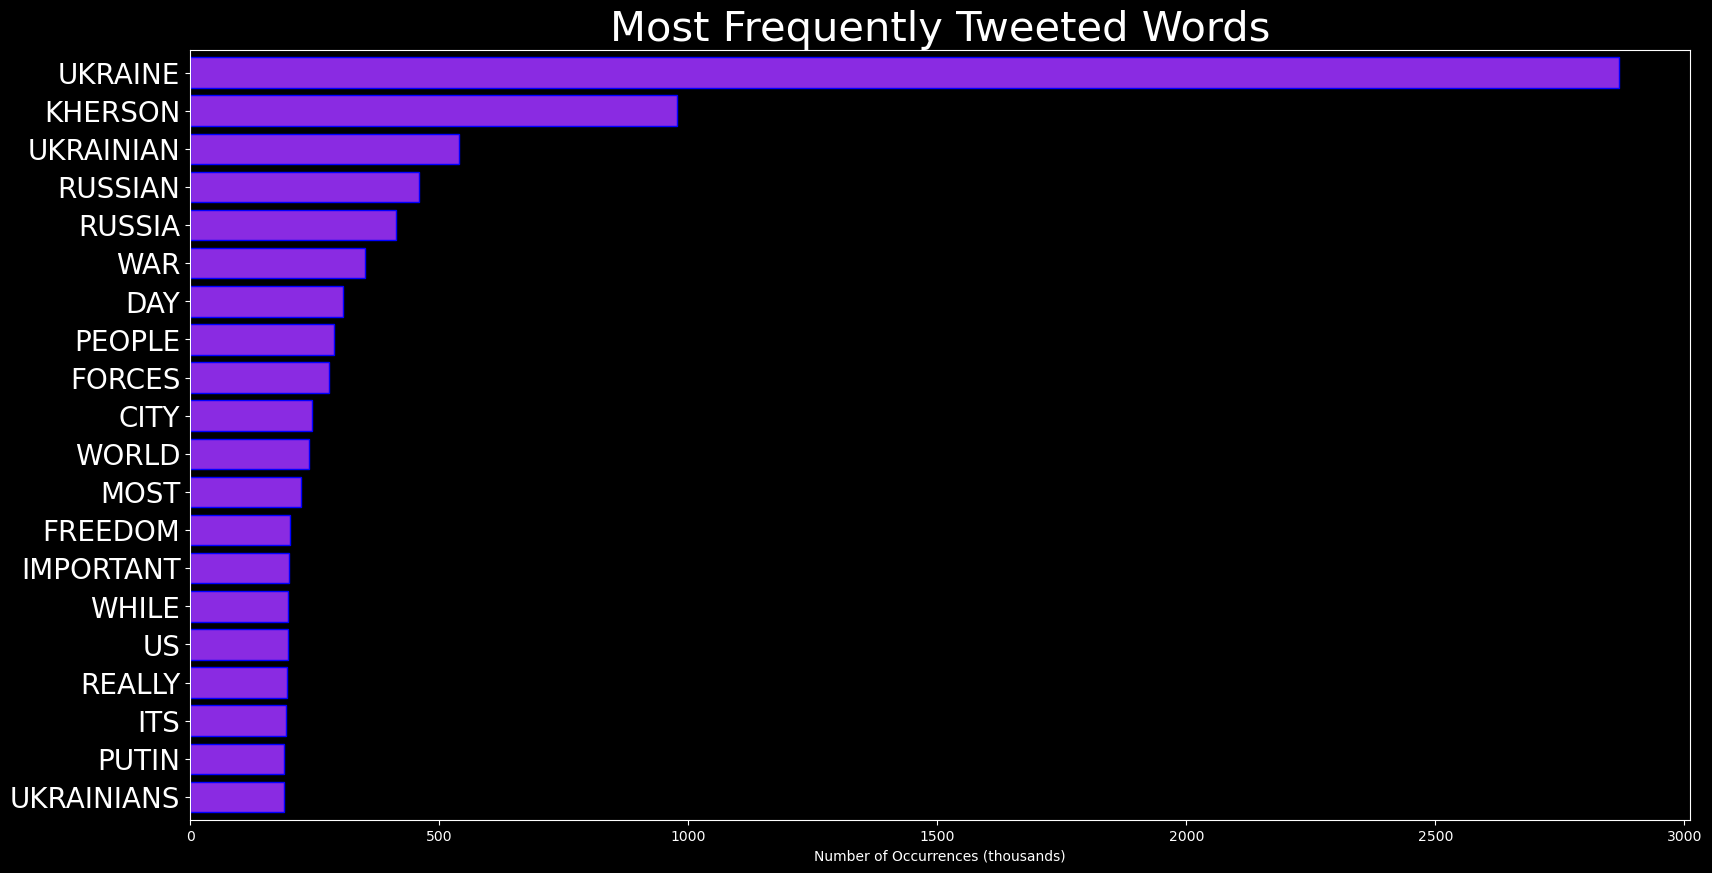 Most Frequently Tweeted Words
UKRAINE
KHERSON
UKRAINIAN
RUSSIAN
RUSSIA
WAR
DAY
PEOPLE
FORCES
CITY
WORLD
MOST
FREEDOM
IMPORTANT
WHILE
US
REALLY
ITS
PUTIN
UKRAINIANS
0 500 1000 1500 2000 2500 3000
Number of Occurrences (thousands)